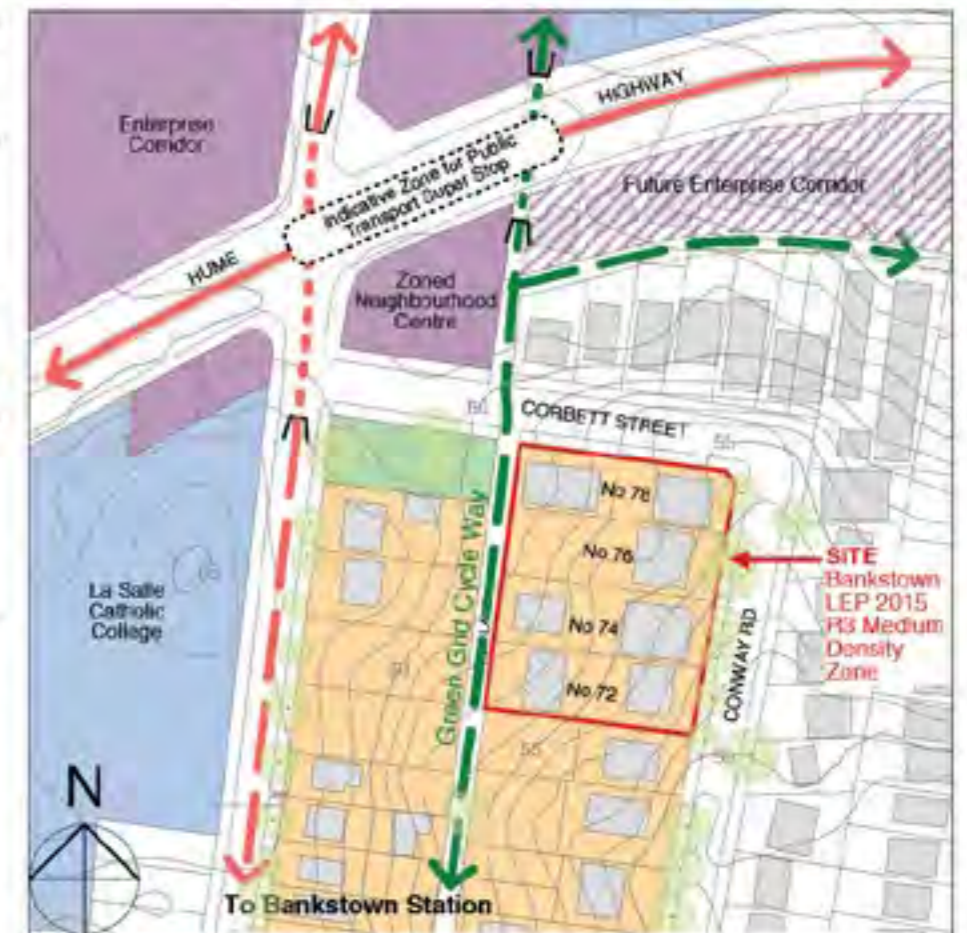 Enterprise
Corridor
HIGHWAY
Indicative Zone for Public
Transport Super Stop
Future Enterprise Corridor
HUME
Zoned
Neighbourhood
Centre
CORBETT STREET
55
No 78
No.76
SITE
Bankstown
LEP 2015
R3 Medium
Density
Zone
La Salle
Catholic
College
No 74
Green Grid Cycle Way
CONWAY RD
No.72
55
N
To Bankstown Station